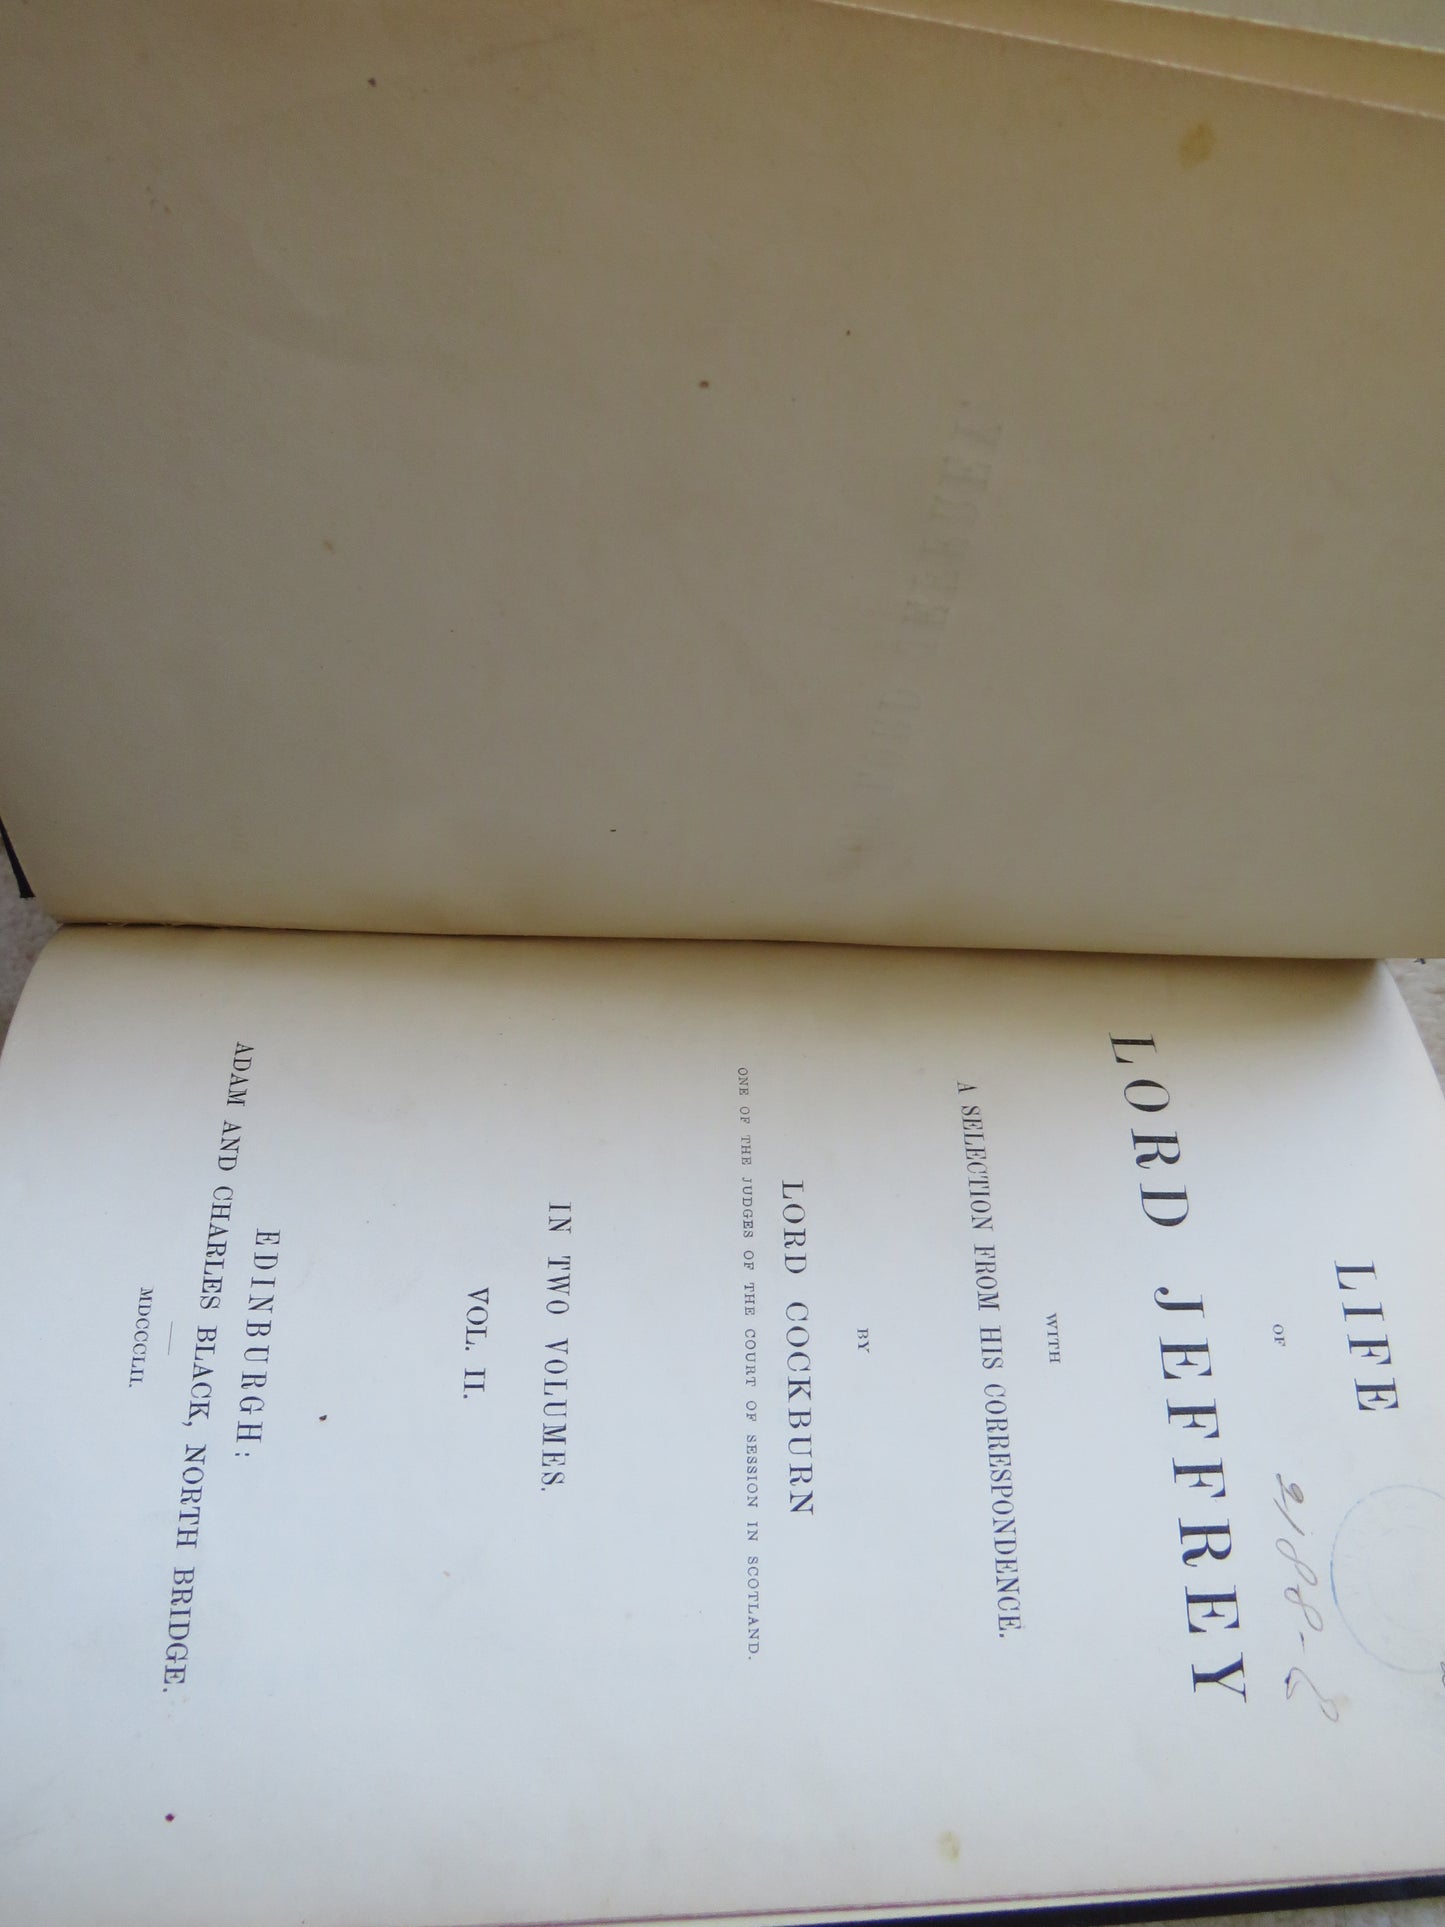 LIFE
OF
LORD JEFFREY
WITH
A SELECTION FROM HIS CORRESPONDENCE.
BY
LORD COCKBURN
ONE OF THE JUDGES OF THE COURT OF SESSION IN SCOTLAND.
IN TWO VOLUMES.
VOL. II.
EDINBURGH:
ADAM AND CHARLES BLACK, NORTH BRIDGE.
MDCCCLII.